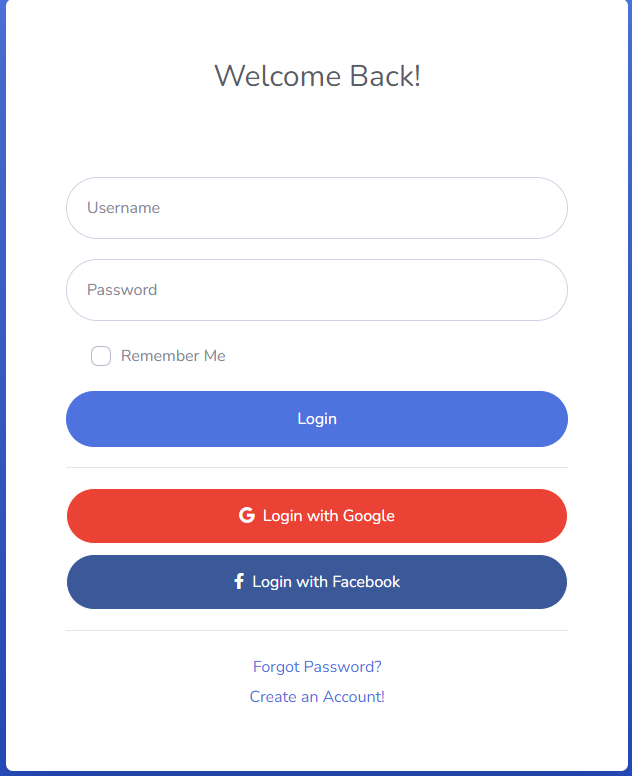 Welcome Back!
Username
Password
Remember Me
Login
Login with Google
Login with Facebook
Forgot Password?
Create an Account!